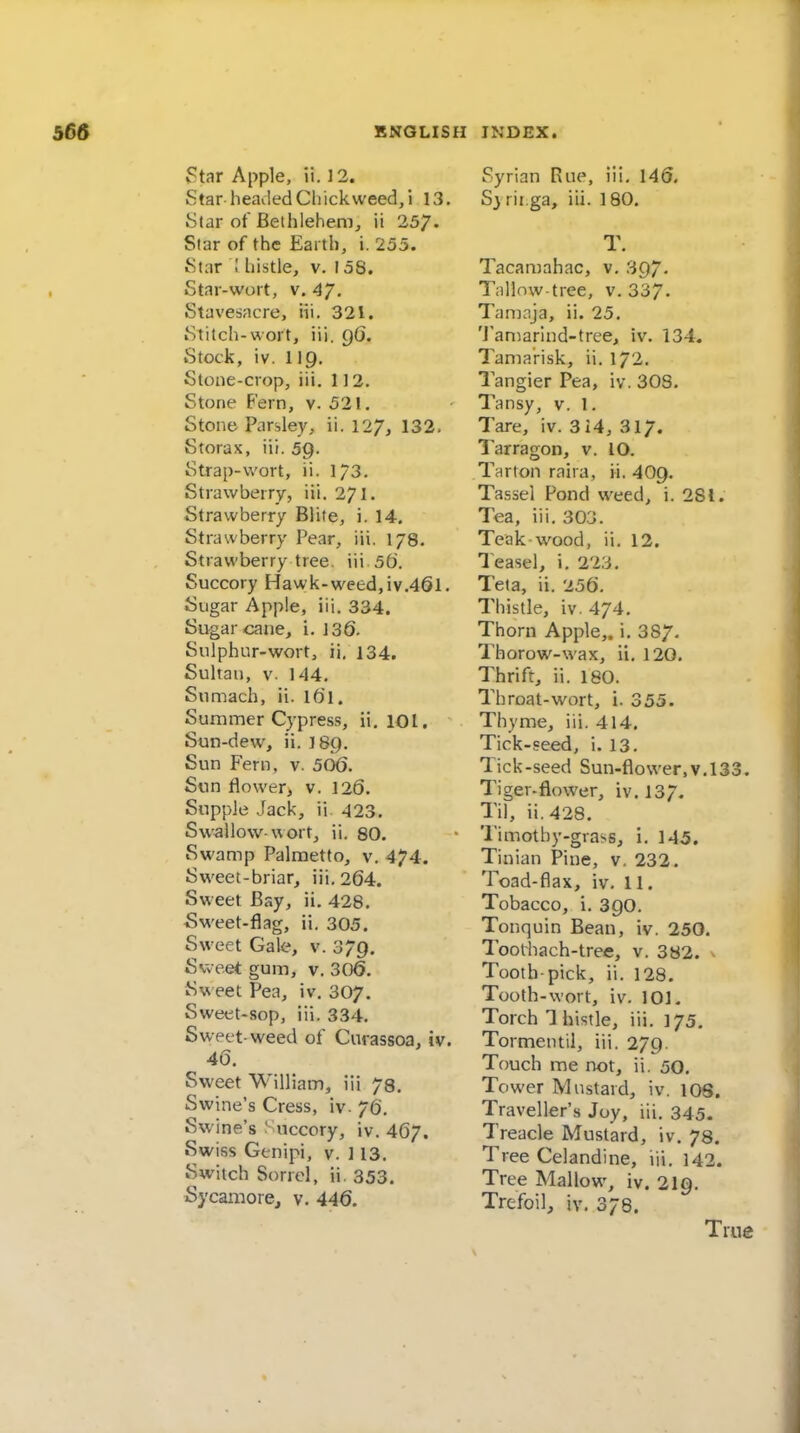 566 ENGLISH INDEX.
Star Apple, ii. 12.
Star-headed Chickweed, i 13.
Star of Bethlehem, ii 257.
Star of the Earth, i. 255.
Star Thistle, v. 158.
Star-wort, v. 47.
Stavesacre, iii. 321.
Stitch-wort, iii. 96.
Stock, iv. 119.
Stone-crop, iii. 112.
Stone Fern, v. 521.
Stone Parsley, ii. 127, 132.
Storax, iii. 59.
Strap-wort, ii. 173.
Strawberry, iii. 271.
Strawberry Blite, i. 14.
Strawberry Pear, iii. 178.
Strawberry tree. iii. 56.
Succory Hawk-weed, iv. 461.
Sugar Apple, iii. 334.
Sugar cane, i. 136.
Sulphur-wort, ii. 134.
Sultan, v. 144.
Sumach, ii. 161.
Summer Cypress, ii. 101.
Sun-dew, ii. 189.
Sun Fern, v. 506.
Sun flower, v. 126.
Supple Jack, ii. 423.
Swallow-wort, ii. 80.
Swamp Palmetto, v. 474.
Sweet-briar, iii. 264.
Sweet Bay, ii. 428.
Sweet-flag, ii. 305.
Sweet Gale, v. 379.
Sweet gum, v. 306.
Sweet Pea, iv. 307.
Sweet-sop, iii. 334.
Sweet-weed of Curassoa, iv.
46.
Sweet William, iii 78.
Swine's Cress, iv. 76.
Swine's Succory, iv. 467.
Swiss Genipi, v. 113.
Switch Sorrel, ii. 353.
Sycamore, v. 446.
Syrian Rue, iii. 146.
Syringa, iii. 180.
T.
Tacamahac, v. 397.
Tallow-tree, v. 337.
Tamaja, ii. 25.
Tamarind-tree, iv. 134.
Tamarisk, ii. 172.
Tangier Pea, iv. 308.
Tansy, v. 1.
Tare, iv. 314, 317.
Tarragon, v. 10.
Tarton raira, ii. 409.
Tassel Pond weed, i. 281.
Tea, iii. 303.
Teak-wood, ii. 12.
Teasel, i. 223.
Teta, ii. 256.
Thistle, iv. 474.
Thorn Apple,. i. 387.
Thorow-wax, ii. 120.
Thrift, ii. 180.
Throat-wort, i. 355.
Thyme, iii. 414.
Tick-seed, i. 13.
Tick-seed Sun-flower, v. 133.
Tiger-flower, iv. 137.
Til, ii. 428.
Timothy-grass, i. 145.
Tinian Pine, v. 232.
Toad-flax, iv. 11.
Tobacco, i. 390.
Tonquin Bean, iv. 250.
Toothach-tree, v. 382.
Tooth-pick, ii. 128.
Tooth-wort, iv. 101.
Torch Thistle, iii. 175.
Tormentil, iii. 279.
Touch me not, ii. 50.
Tower Mustard, iv. 108.
Traveller's Joy, iii. 345.
Treacle Mustard, iv. 78.
Tree Celandine, iii. 142.
Tree Mallow, iv. 219.
Trefoil, iv. 378.
True